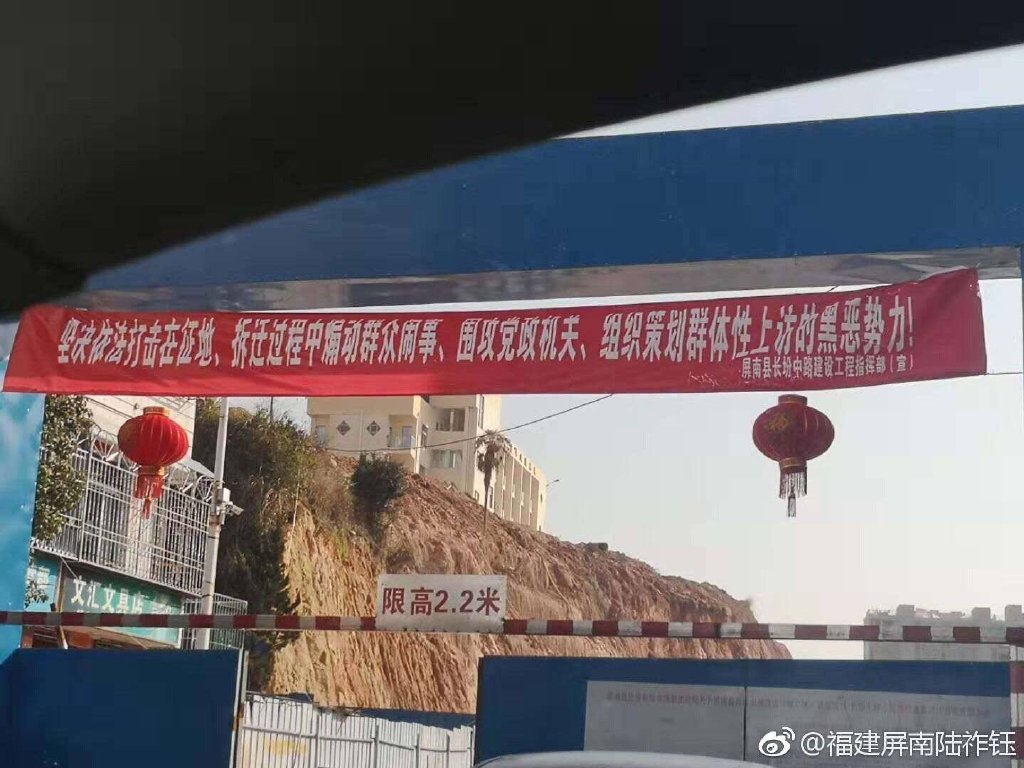 坚决依法打击在征地、拆迁过程中煽动群众闹事、围攻党政机关、组织策划群体性上访的黑恶势力!
屏南县长坋中路建设工程指挥部(宣)
限高2.2米
文汇文具店
@福建屏南陆祚钰